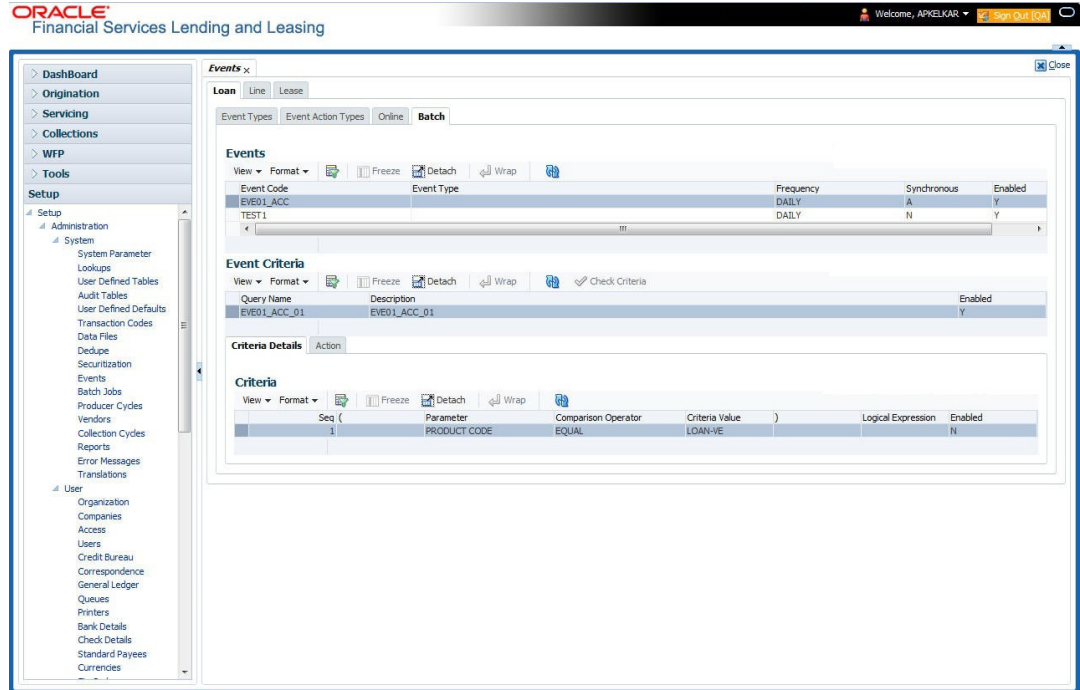 ORACLE®
Financial Services Lending and Leasing
Welcome, APKELKAR
Sign Out [QA]
DashBoard
Origination
Servicing
Collections
WFP
Tools
Setup
Setup
Administration
System
System Parameter
Lookups
User Defined Tables
Audit Tables
User Defined Defaults
Transaction Codes
Data Files
Dedupe
Securitization
Events
Batch Jobs
Producer Cycles
Vendors
Collection Cycles
Reports
Error Messages
Translations
User
Organization
Companies
Access
Users
Credit Bureau
Correspondence
General Ledger
Queues
Printers
Bank Details
Check Details
Standard Payees
Currencies
Events
Close
Loan Line Lease
Event Types Event Action Types Online Batch
Events
View Format Freeze Detach Wrap
Event Code Event Type Frequency Synchronous Enabled
EVE01_ACC DAILY A Y
TEST1 DAILY N Y
Event Criteria
View Format Freeze Detach Wrap Check Criteria
Query Name Description Enabled
EVE01_ACC_01 EVE01_ACC_01 Y
Criteria Details Action
Criteria
View Format Freeze Detach Wrap
Seq ( Parameter Comparison Operator Criteria Value ) Logical Expression Enabled
1 PRODUCT CODE EQUAL LOAN-VE N